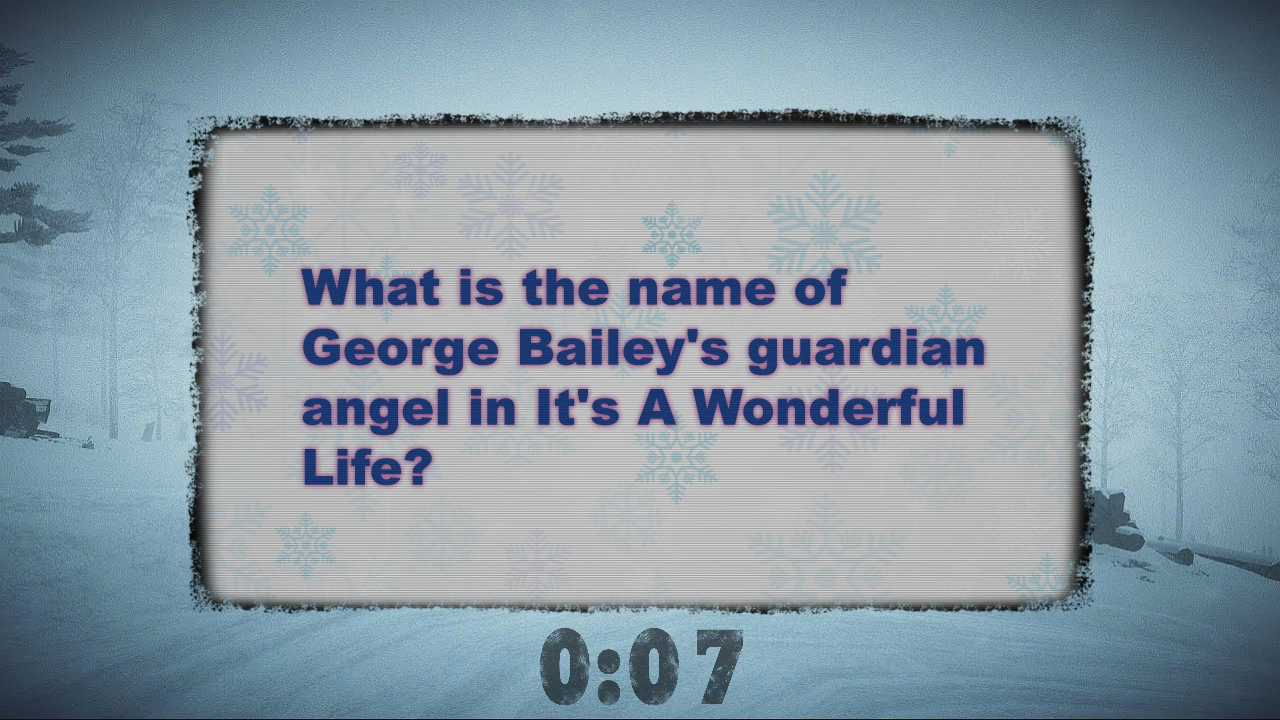 What is the name of
George Bailey's guardian
angel in It's A Wonderful
Life?
0:07